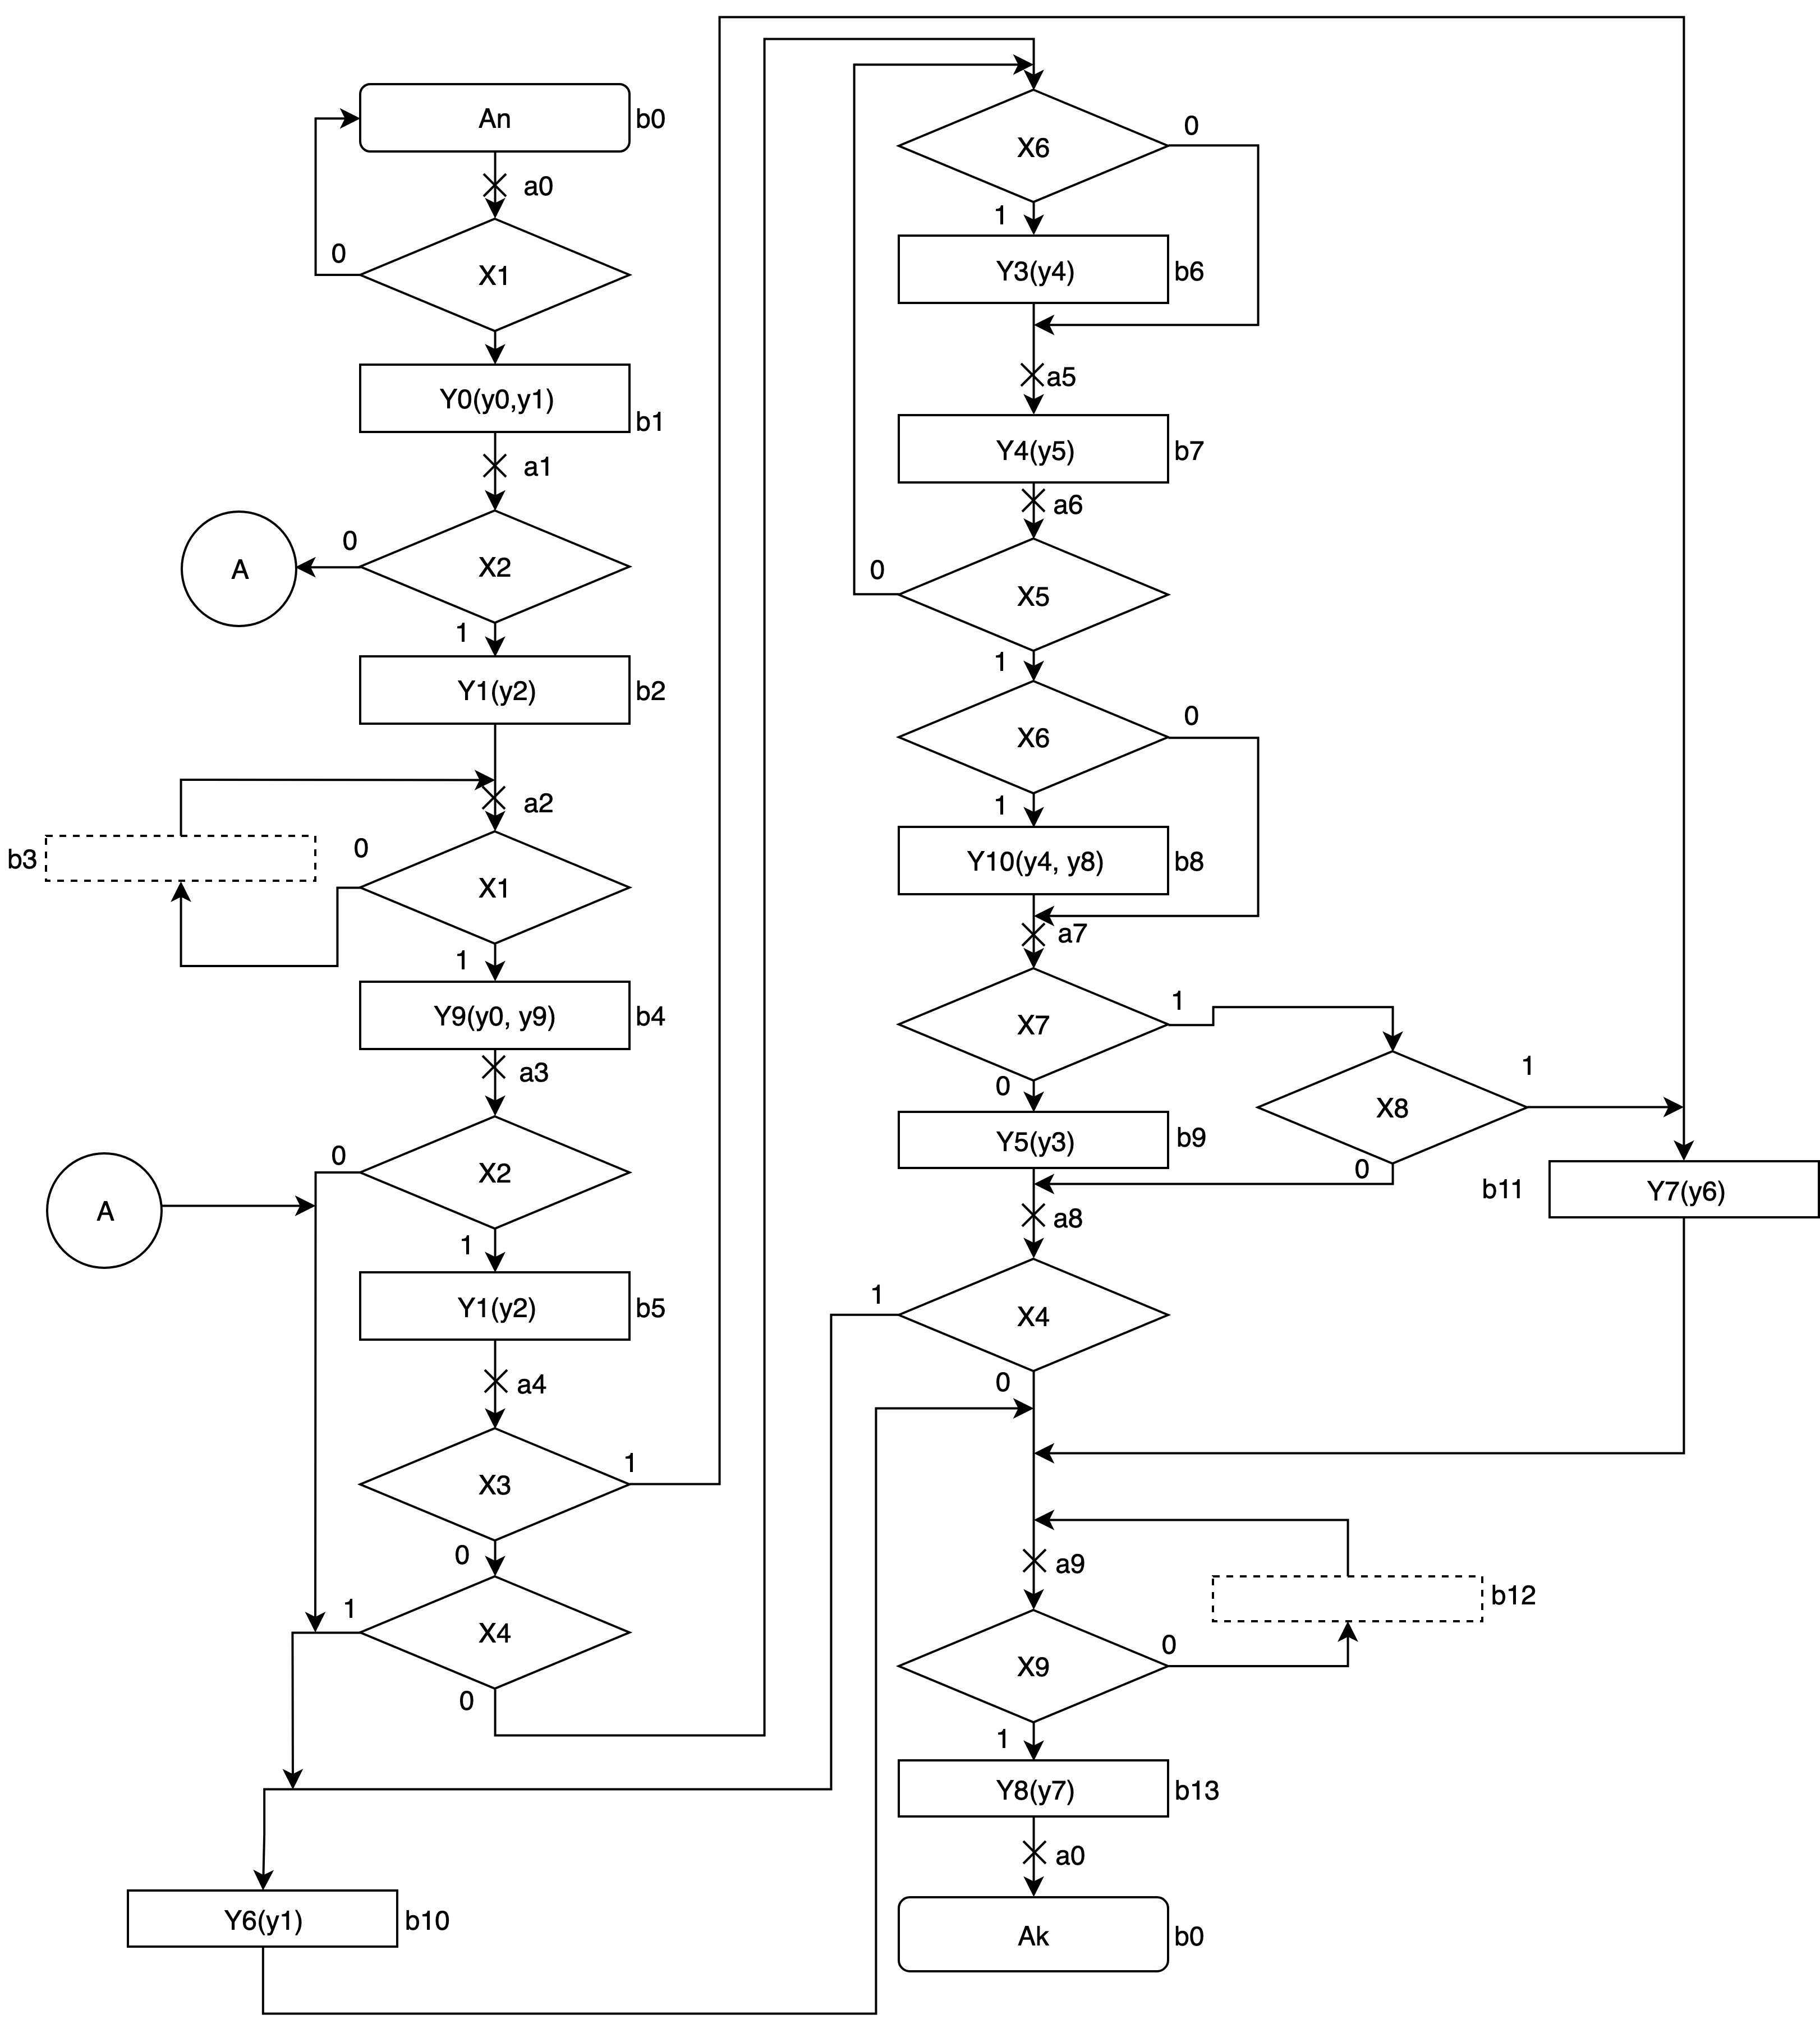 An
b0
a0
0
X1
Y0(y0,y1)
b1
a1
0
A
X2
1
Y1(y2)
b2
a2
b3
0
X1
1
Y9(y0, y9)
b4
a3
0
X2
A
1
Y1(y2)
b5
a4
1
X3
0
1
X4
0
Y6(y1)
b10
0
X6
1
Y3(y4)
b6
a5
Y4(y5)
b7
a6
0
X5
1
0
X6
1
Y10(y4, y8)
b8
a7
1
X7
0
1
X8
0
Y5(y3)
b9
b11
Y7(y6)
a8
1
X4
0
a9
b12
0
X9
1
Y8(y7)
b13
a0
Ak
b0